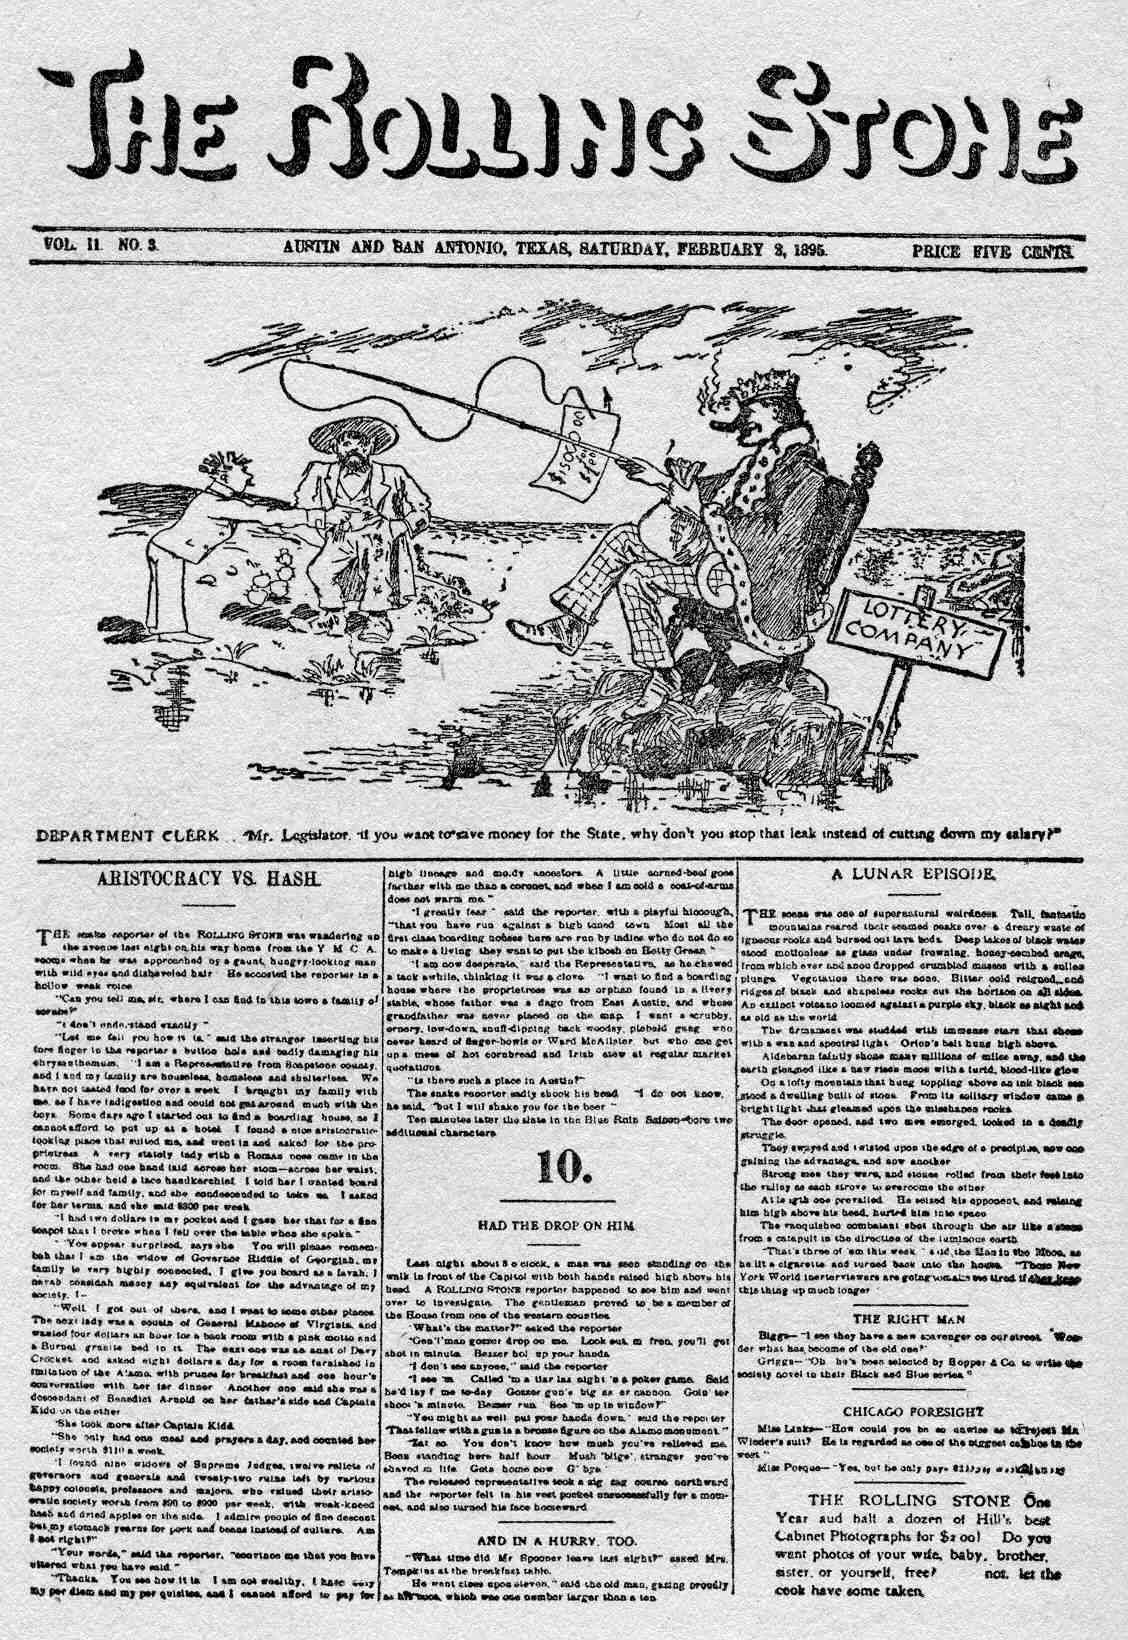 THE ROLLING STONE
VOL. II. NO. 3.
AUSTIN AND SAN ANTONIO, TEXAS, SATURDAY, FEBRUARY 2, 1895.
PRICE FIVE CENTS.
$15000 00
LOTTERY
COMPANY
DEPARTMENT CLERK . . "Mr. Legislator, if you want to save money for the State, why don't you stop that leak instead of cutting down my salary?"
ARISTOCRACY VS. HASH.
THE snake reporter of the ROLLING STONE was wandering up
the avenue last night on his way home from the Y M C A
rooms when he was approached by a gaunt, hungry-looking man
with wild eyes and disheveled hair He accosted the reporter in a
hollow weak voice
"Can you tell me, sir, where I can find in this town a family of
scrubs?"
"I don't understand exactly "
"Let me tell you how it is," said the stranger inserting his
fore finger in the reporter's button hole and badly damaging his
chrysanthemum. "I am a Representative from Soapstone county,
and I and my family are houseless, homeless and shelterless. We
have not tasted food for over a week I brought my family with
me, as I have indigestion and could not get around much with the
boys Some days ago I started out to find a boarding house, as I
cannot afford to put up at a hotel I found a nice aristocratic-
looking place that suited me, and went in and asked for the pro-
prietress A very stately lady with a Roman nose came in the
room. She had one hand laid across her stom—across her waist,
and the other held a lace handkerchief I told her I wanted board
for myself and family, and she condescended to take us I asked
for her terms, and she said $300 per week
"I had two dollars in my pocket and I gave her that for a fine
teapot that I broke when I fell over the table when she spoke."
"'You appear surprised, says she You will please remem-
bah that I am the widow of Governor Riddle of Georgiah, my
family is very highly connected, I give you board as a favah, I
nevah considah money any equivalent for the advantage of my
society, I—
"Well, I got out of there, and I went to some other places
The next lady was a cousin of General Mahone of Virginia, and
wanted four dollars an hour for a back room with a pink motto and
a Burnet granite bed in it The next one was an aunt of Davy
Crocket, and asked eight dollars a day for a room furnished in
imitation of the Alamo, with prunes for breakfast and one hour's
conversation with her for dinner Another one said she was a
descendant of Benedict Arnold on her father's side and Captain
Kidd on the other
"She took more after Captain Kidd
"She only had one meal and prayers a day, and counted her
society worth $100 a week
"I found nine widows of Supreme Judges, twelve relicts of
governors and generals and twenty-two ruins left by various
happy colonels, professors and majors, who valued their aristo-
cratic society worth from $90 to $900 per week, with weak-kneed
hash and dried apples on the side. I admire people of fine descent
but my stomach yearns for pork and beans instead of culture. Am
I not right?"
"Your words," said the reporter, "convince me that you have
uttered what you have said."
"Thanks. You see how it is I am not wealthy, I have only
my per diem and my per quisites, and I cannot afford to pay for
high lineage and moldy ancestors. A little corned-beef goes
farther with me than a coronet, and when I am cold a coat-of-arms
does not warm me."
"I greatly fear " said the reporter, with a playful hiccough,
"that you have run against a high toned town Most all the
first class boarding houses here are run by ladies who do not do so
to make a living they want to put the kibosh on Hetty Green "
"I am now desperate," said the Representative, as he chewed
a tack awhile, thinking it was a clove. "I want to find a boarding
house where the proprietress was an orphan found in a livery
stable, whose father was a dago from East Austin, and whose
grandfather was never placed on the map. I want a scrubby,
ornery, low-down, snuff-dipping back woodsy, piebald gang who
never heard of finger-bowls or Ward McAllister, but who can get
up a mess of hot cornbread and Irish stew at regular market
quotations
"Is there such a place in Austin?"
The snake reporter sadly shook his head "I do not know,
he said, "but I will shake you for the beer "
Ten minutes later the slate in the Blue Ruin Saloon bore two
additional characters
10.
HAD THE DROP ON HIM
Last night about 8 o clock, a man was seen standing on the
walk in front of the Capitol with both hands raised high above his
head A ROLLING STONE reporter happened to see him and went
over to investigate. The gentleman proved to be a member of
the House from one of the western counties
"What's the matter?" asked the reporter
"Gen'l'man gozzer drop on me. Look out, m fren, you'll get
shot in minute. Bezzer hol up your hands
"I don't see anyone," said the reporter
"I see 'm Called 'm a liar las night 's a poker game. Said
he'd lay f me to-day Gozzer gun's big as er cannon. Goin' ter
shoot 's minute. Bezzer run See 'm up in window?"
"You might as well put your hands down," said the reporter
"That fellow with a gun is a bronze figure on the Alamo monument."
"Zat so. You don't know how mush you've relieved me.
Been standing here half hour Mush 'blige', stranger you've
shaved m life Gota home now G' bye
The released representative took a zig zag course northward
and the reporter felt in his vest pocket unsuccessfully for a mom-
ent, and also turned his face homeward
AND IN A HURRY, TOO.
"What time did Mr Spooner leave last night?" asked Mrs.
Tompkins at the breakfast table.
He went close upon eleven," said the old man, gazing proudly
at his shoe, which was one number larger than a ten
A LUNAR EPISODE
THE scene was one of supernatural weirdness. Tall, fantastic
mountains reared their seamed peaks over a dreary waste of
igneous rocks and burned out lava beds. Deep lakes of black water
stood motionless as glass under frowning, honey-combed crags,
from which ever and anon dropped crumbled masses with a sullen
plunge. Vegetation there was none. Bitter cold reigned, and
ridges of black and shapeless rocks cut the horizon on all sides.
An extinct volcano loomed against a purple sky, black as night and
as old as the world
The firmament was studded with immense stars that shone
with a wan and spectral light Orion's belt hung high above.
Aldebaran faintly shone many millions of miles away, and the
earth gleamed like a new risen moon with a lurid, blood-like glow
On a lofty mountain that hung toppling above an ink black sea
stood a dwelling built of stone. From its solitary window came a
bright light that gleamed upon the misshapen rocks
The door opened, and two men emerged, locked in a deadly
struggle.
They swayed and twisted upon the edge of a precipice, now one
gaining the advantage, and now another
Strong men they were, and stones rolled from their feet into
the valley as each strove to overcome the other
At length one prevailed. He seized his opponent, and raising
him high above his head, hurled him into space
The vanquished combatant shot through the air like a stone
from a catapult in the direction of the luminous earth
"That's three of 'em this week " said the Man in the Moon, as
he lit a cigarette and turned back into the house. "Those New
York World interviewers are going to make me tired if they keep
this thing up much longer
THE RIGHT MAN
Biggs— "I see they have a new scavenger on our street. Won-
der what has become of the old one?"
Griggs—"Oh he's been selected by Hopper & Co. to write the
society novel to their Black and Blue series."
CHICAGO FORESIGHT
Miss Links— "How could you be so unwise as to reject Mr.
Wieder's suit? He is regarded as one of the biggest catches in the
west"
Miss Porque—"Yes, but he only pays
THE ROLLING STONE One
Year and half a dozen of Hill's best
Cabinet Photographs for $2 00! Do you
want photos of your wife, baby, brother,
sister, or yourself, free? not, let the
cook have some taken.